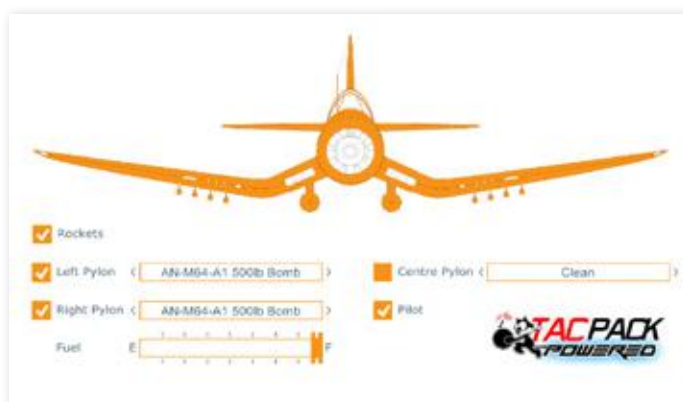 Rockets
Left Pylon < AN-M64-A1 500lb Bomb > Centre Pylon < Clean >
Right Pylon < AN-M64-A1 500lb Bomb > Pilot
Fuel E F
TACPACK
POWERED